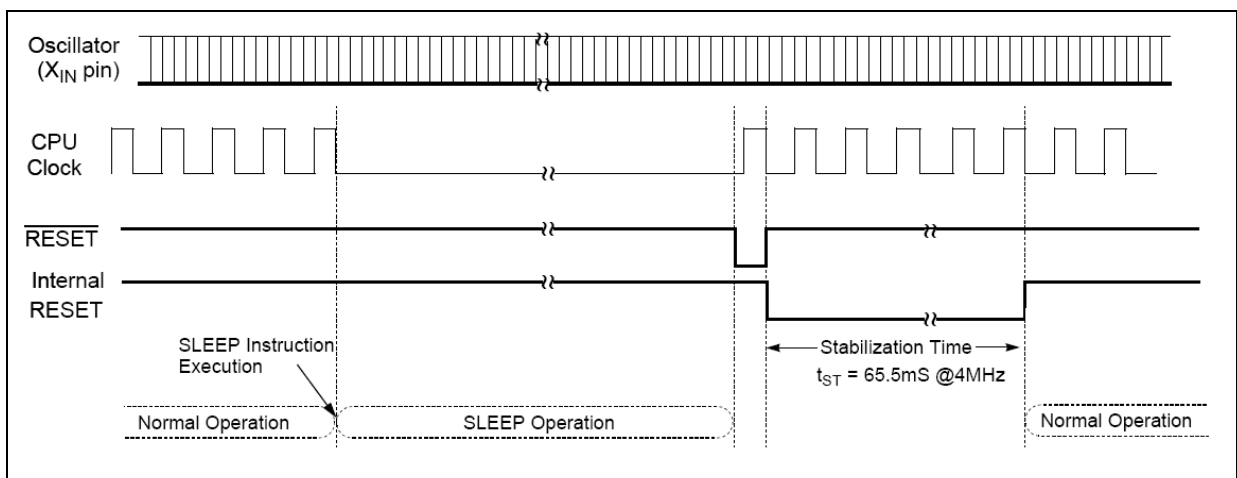 Oscillator
(XIN pin)
CPU
Clock
RESET
Internal
RESET
SLEEP Instruction
Execution
Stabilization Time
tST = 65.5mS @4MHz
Normal Operation
SLEEP Operation
Normal Operation